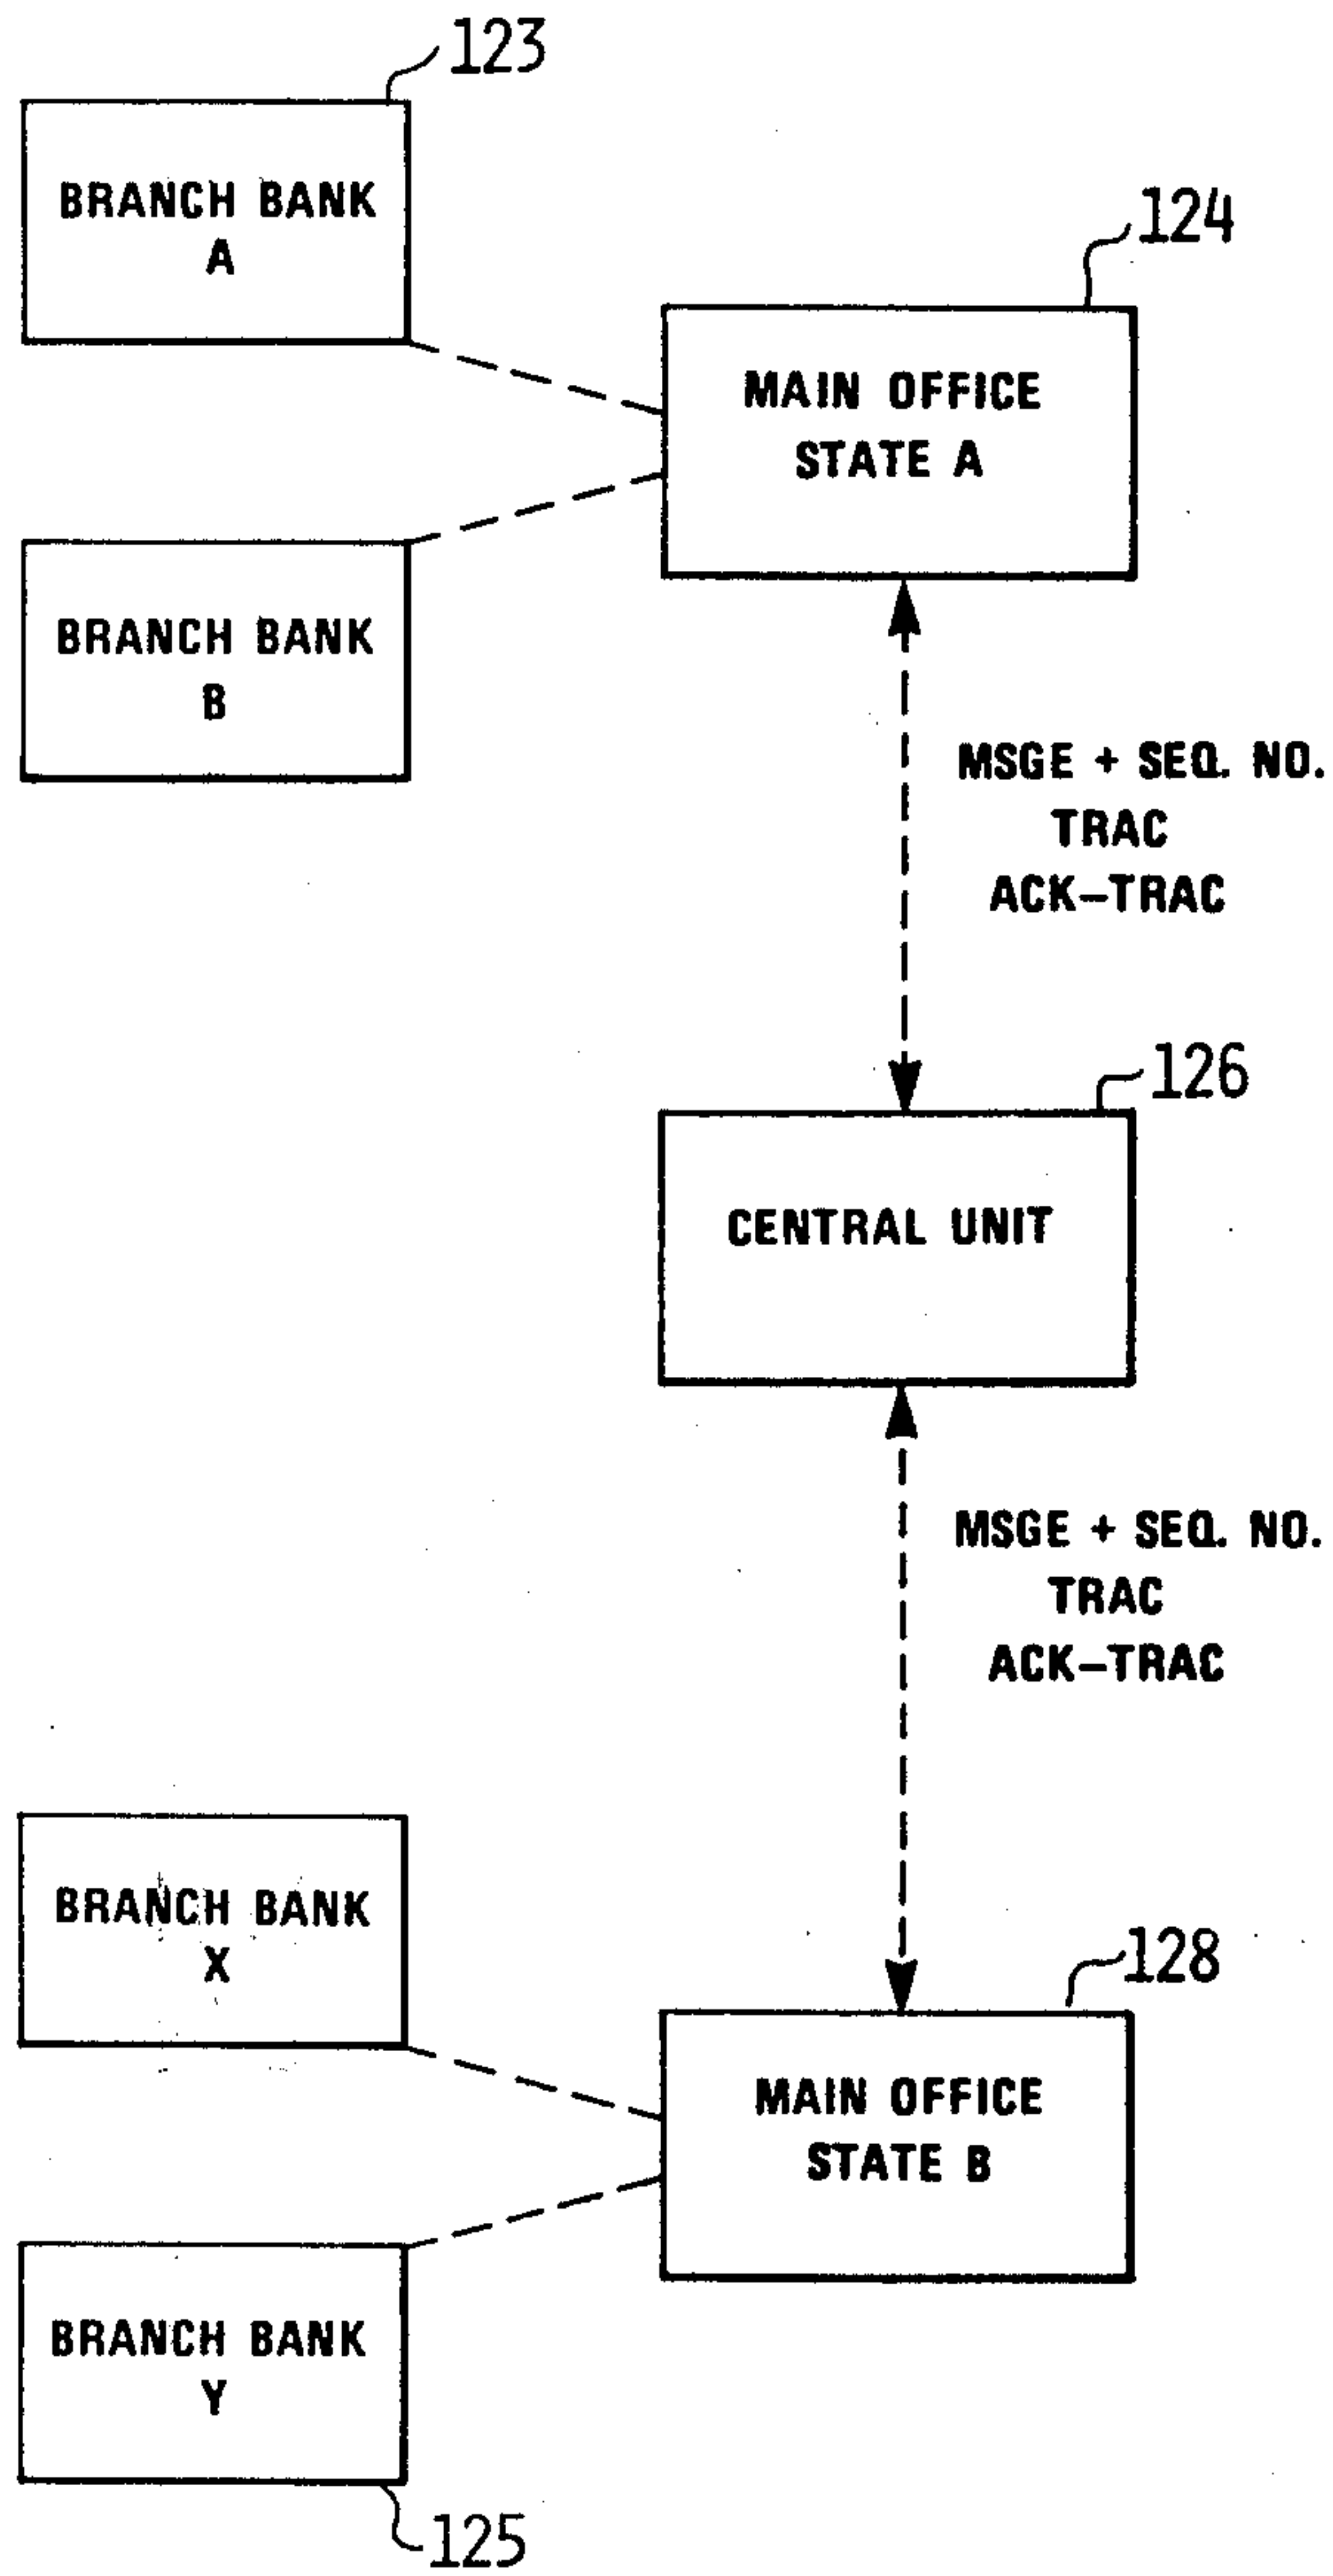 123
BRANCH BANK
A
124
MAIN OFFICE
STATE A
BRANCH BANK
B
MSGE + SEQ. NO.
TRAC
ACK–TRAC
126
CENTRAL UNIT
MSGE + SEQ. NO.
TRAC
ACK–TRAC
BRANCH BANK
X
128
MAIN OFFICE
STATE B
BRANCH BANK
Y
125